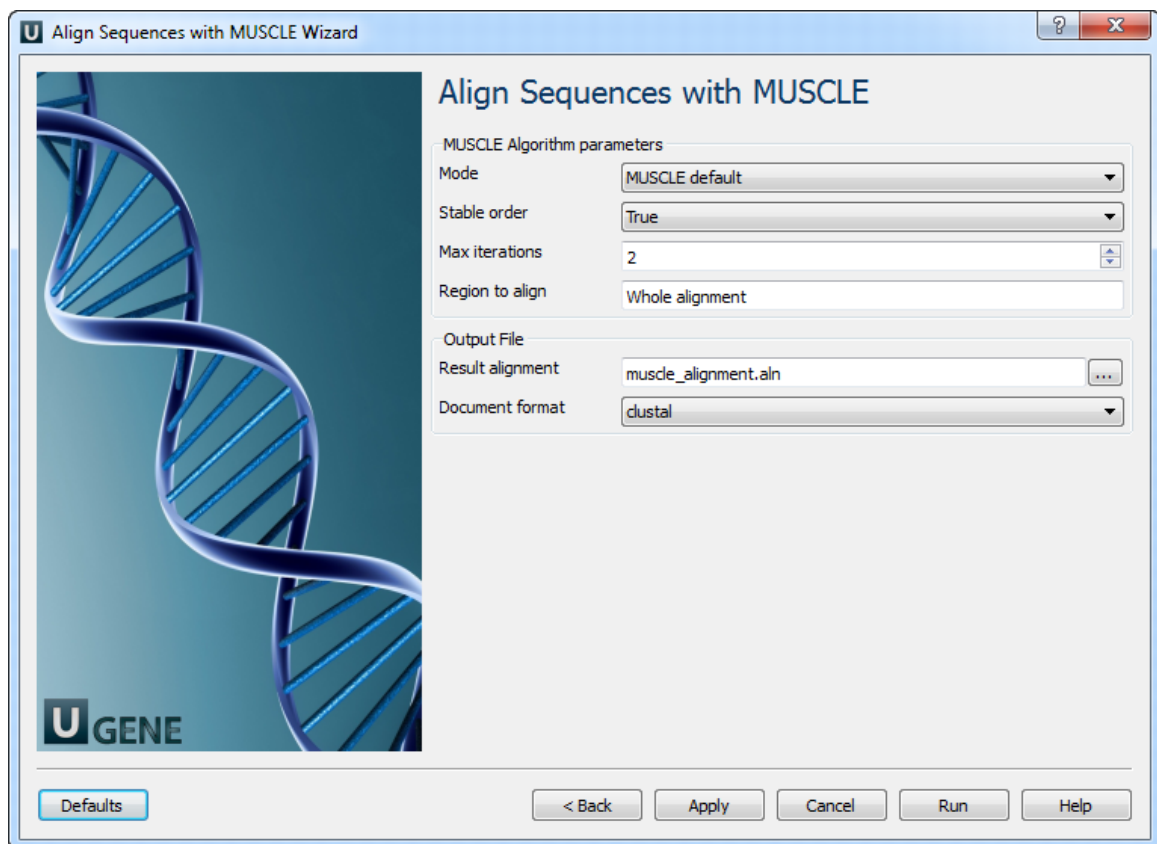 U Align Sequences with MUSCLE Wizard
Align Sequences with MUSCLE
MUSCLE Algorithm parameters
Mode MUSCLE default
Stable order True
Max iterations 2
Region to align Whole alignment
Output File
Result alignment muscle_alignment.aln ...
Document format clustal
U GENE
Defaults < Back Apply Cancel Run Help